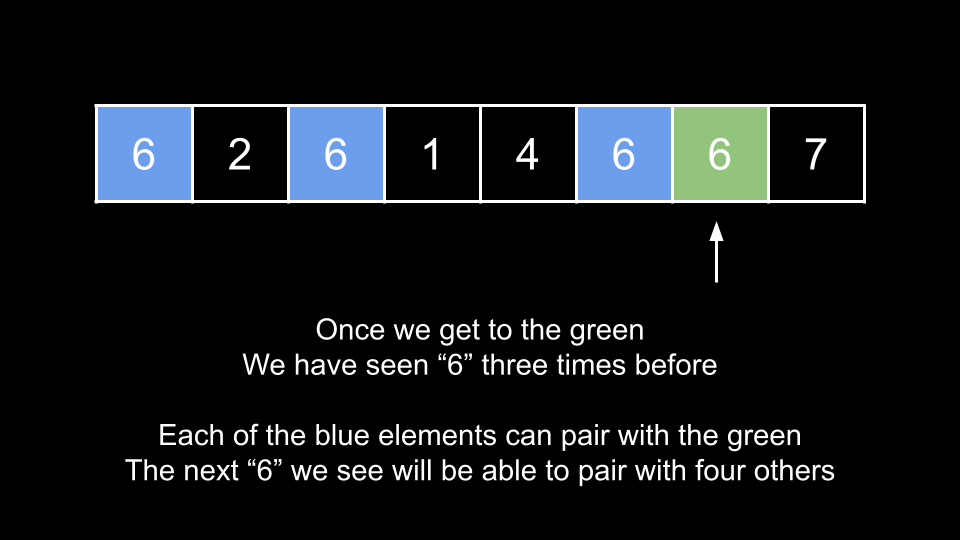 6 2 6 1 4 6 6 7
Once we get to the green
We have seen “6” three times before
Each of the blue elements can pair with the green
The next “6” we see will be able to pair with four others